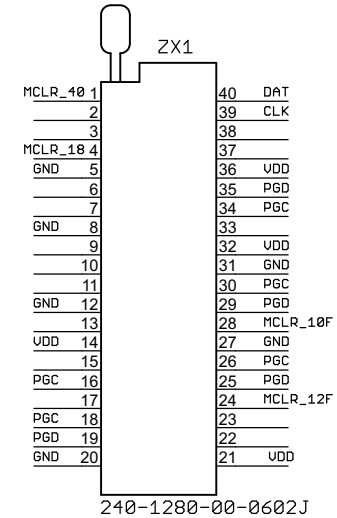 ZX1
MCLR_40 1 40 DAT
2 39 CLK
3 38
MCLR_18 4 37
GND 5 36 VDD
6 35 PGD
7 34 PGC
GND 8 33
9 32 VDD
10 31 GND
11 30 PGC
GND 12 29 PGD
13 28 MCLR_10F
VDD 14 27 GND
15 26 PGC
PGC 16 25 PGD
17 24 MCLR_12F
PGC 18 23
PGD 19 22
GND 20 21 VDD
240-1280-00-0602J